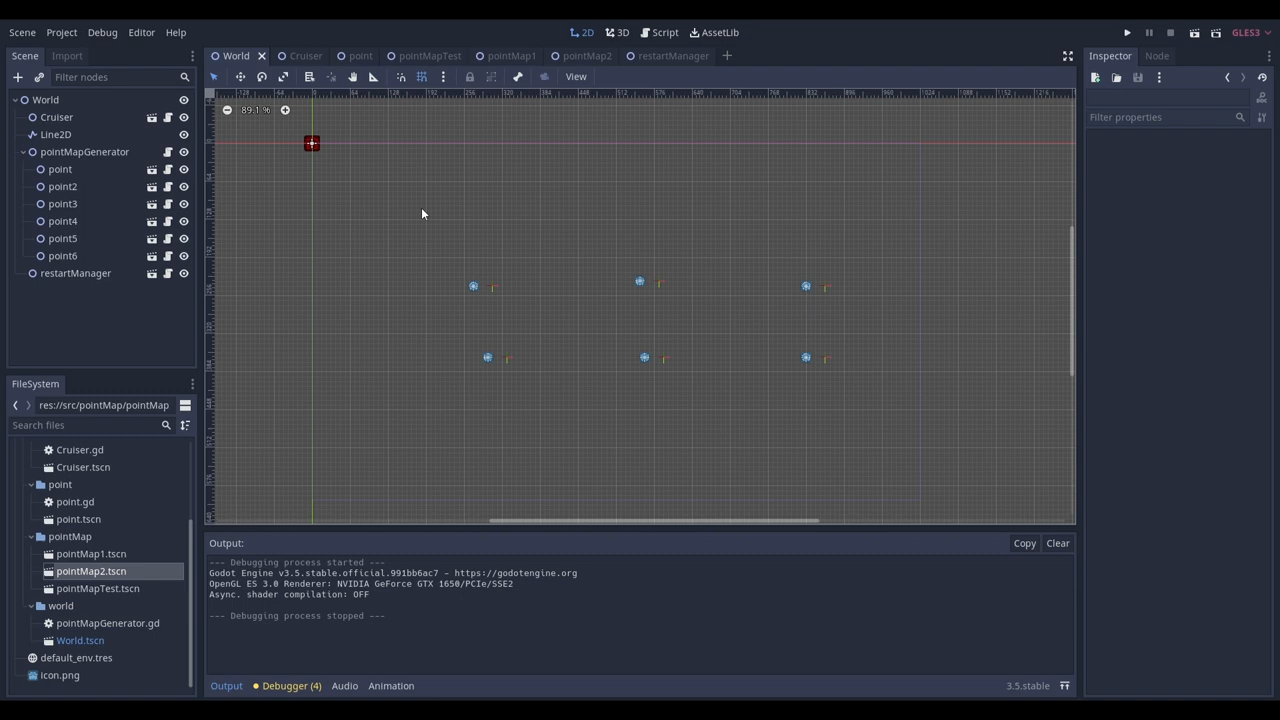 Scene Project Debug Editor Help
2D 3D Script AssetLib
GLES3
Scene Import
World Cruiser point pointMapTest pointMap1 pointMap2 restartManager
Inspector Node
Filter nodes
View
World
Cruiser
Line2D
pointMapGenerator
point
point2
point3
point4
point5
point6
restartManager
89.1 %
Filter properties
FileSystem
res://src/pointMap/pointMap
Search files
Cruiser.gd
Cruiser.tscn
point
point.gd
point.tscn
pointMap
pointMap1.tscn
pointMap2.tscn
pointMapTest.tscn
world
pointMapGenerator.gd
World.tscn
default_env.tres
icon.png
Output:
Copy Clear
--- Debugging process started ---
Godot Engine v3.5.stable.official.991bb6ac7 - https://godotengine.org
OpenGL ES 3.0 Renderer: NVIDIA GeForce GTX 1650/PCIe/SSE2
Async. shader compilation: OFF
--- Debugging process stopped ---
Output Debugger (4) Audio Animation
3.5.stable